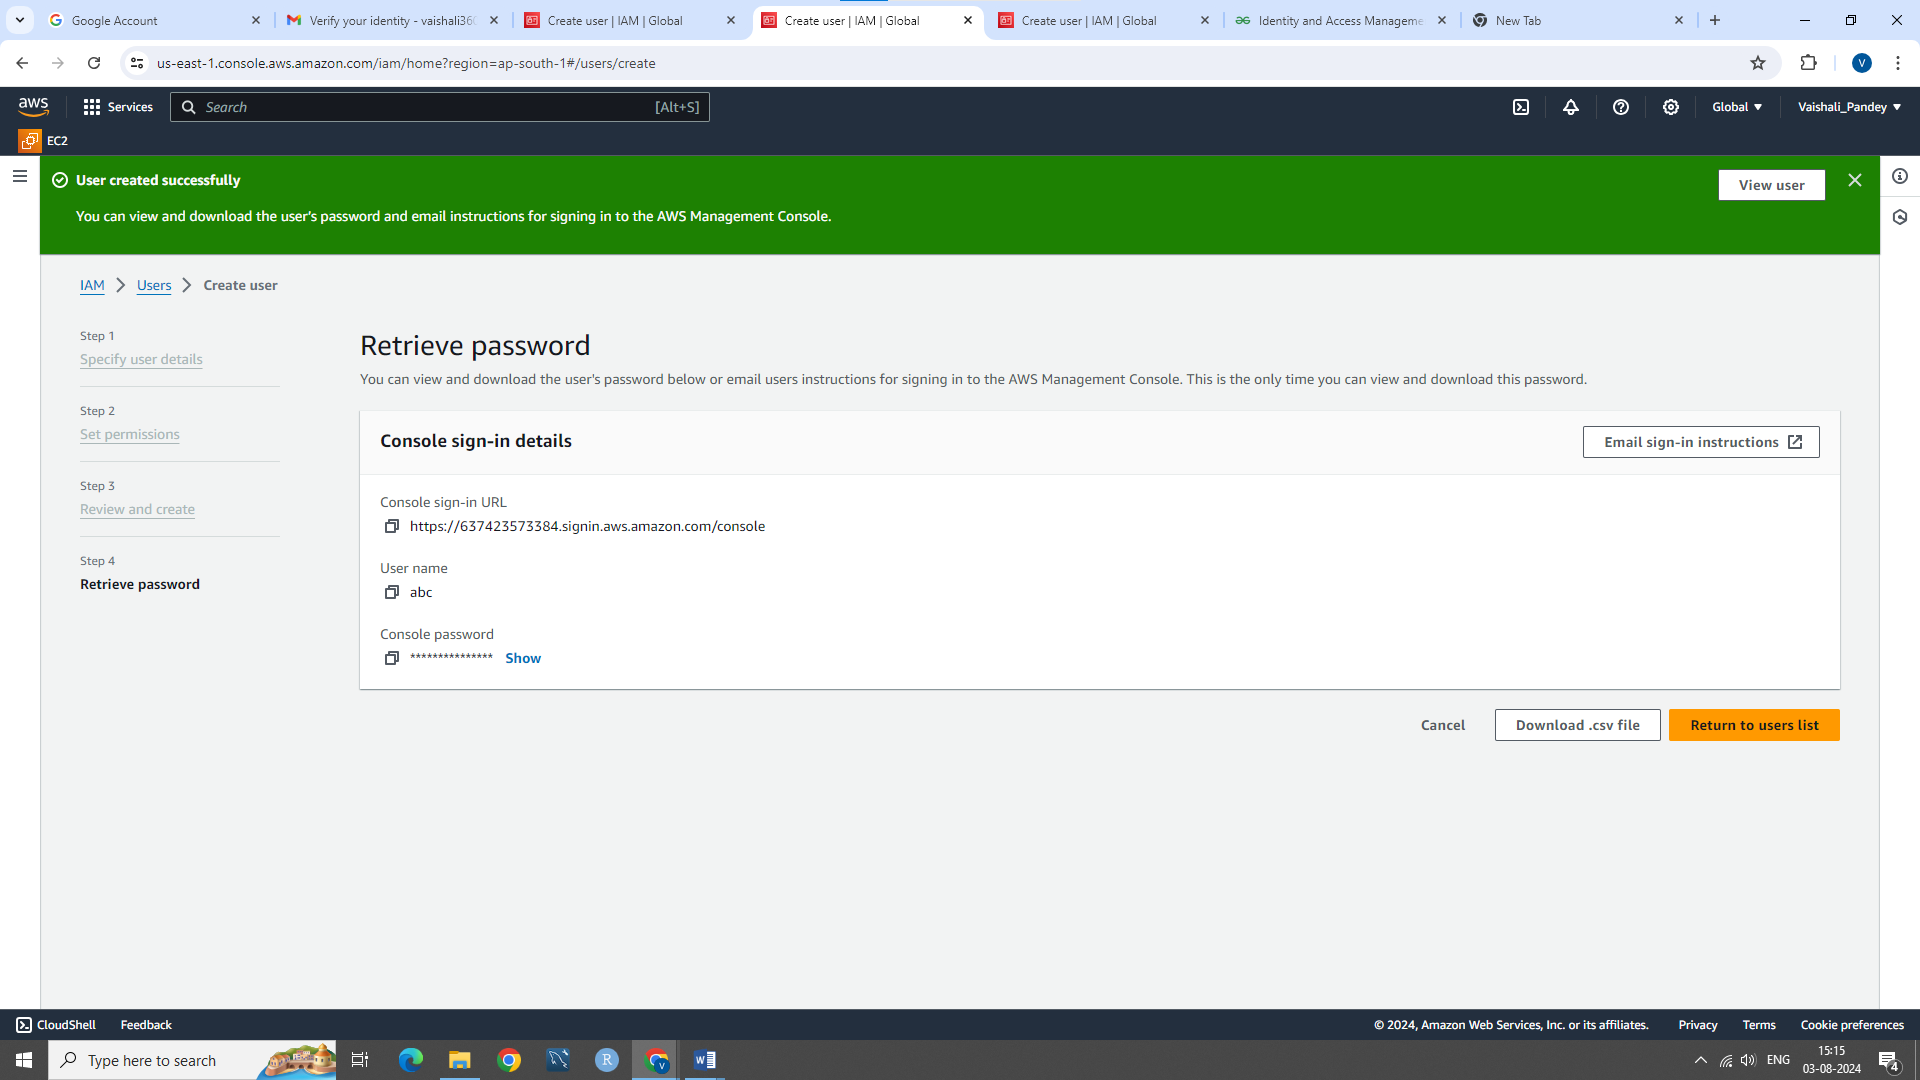 Google Account
Verify your identity - vaishali36
Create user | IAM | Global
Create user | IAM | Global
Create user | IAM | Global
Identity and Access Manageme
New Tab
us-east-1.console.aws.amazon.com/iam/home?region=ap-south-1#/users/create
V
aws
Services
Search
[Alt+S]
Global
Vaishali_Pandey
EC2
User created successfully
View user
You can view and download the user's password and email instructions for signing in to the AWS Management Console.
IAM
Users
Create user
Step 1
Specify user details
Step 2
Set permissions
Step 3
Review and create
Step 4
Retrieve password
Retrieve password
You can view and download the user's password below or email users instructions for signing in to the AWS Management Console. This is the only time you can view and download this password.
Console sign-in details
Email sign-in instructions
Console sign-in URL
https://637423573384.signin.aws.amazon.com/console
User name
abc
Console password
*************** Show
Cancel
Download .csv file
Return to users list
CloudShell
Feedback
© 2024, Amazon Web Services, Inc. or its affiliates.
Privacy
Terms
Cookie preferences
Type here to search
R
V
W
ENG
15:15
03-08-2024
4